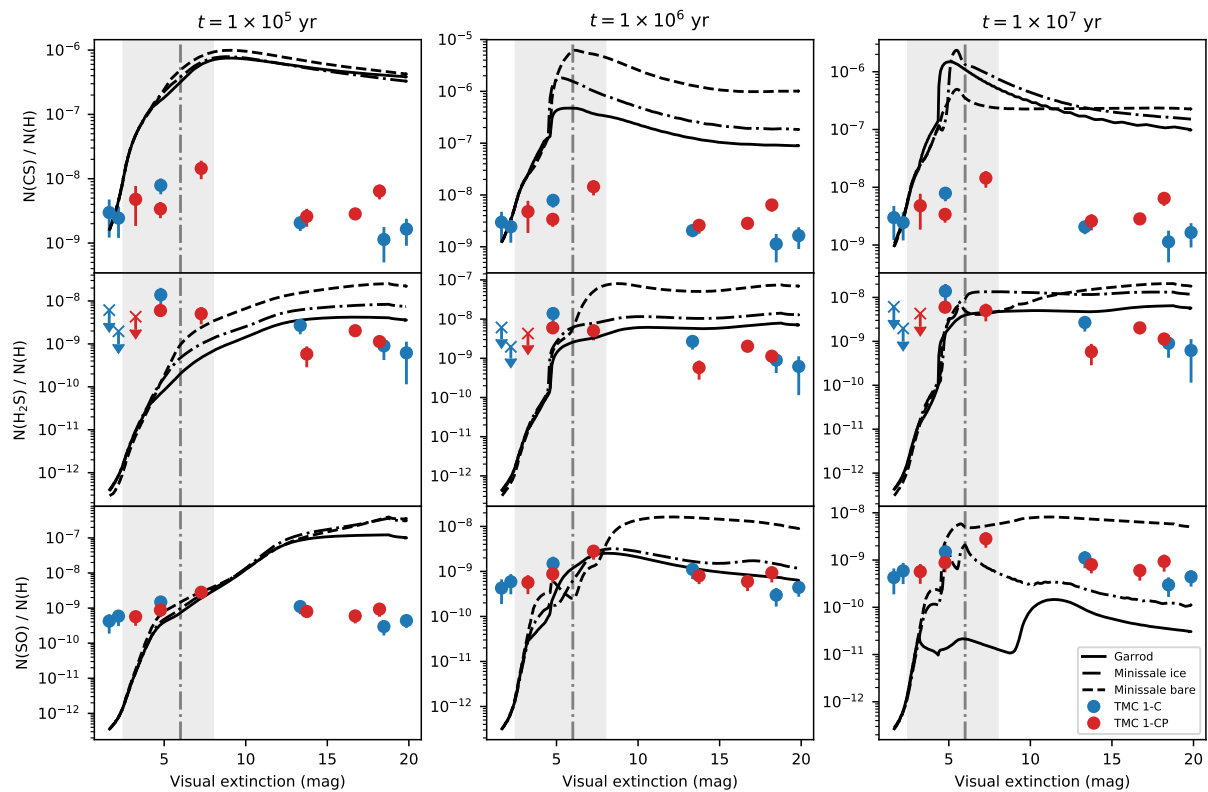 t = 1 × 10⁵ yr
t = 1 × 10⁶ yr
t = 1 × 10⁷ yr
N(CS) / N(H)
10⁻⁶
10⁻⁷
10⁻⁸
10⁻⁹
10⁻⁵
10⁻⁶
10⁻⁷
10⁻⁸
10⁻⁹
10⁻⁶
10⁻⁷
10⁻⁸
10⁻⁹
N(H₂S) / N(H)
10⁻⁸
10⁻⁹
10⁻¹⁰
10⁻¹¹
10⁻¹²
10⁻⁷
10⁻⁸
10⁻⁹
10⁻¹⁰
10⁻¹¹
10⁻¹²
10⁻⁸
10⁻⁹
10⁻¹⁰
10⁻¹¹
10⁻¹²
N(SO) / N(H)
10⁻⁷
10⁻⁸
10⁻⁹
10⁻¹⁰
10⁻¹¹
10⁻¹²
10⁻⁸
10⁻⁹
10⁻¹⁰
10⁻¹¹
10⁻¹²
10⁻⁸
10⁻⁹
10⁻¹⁰
10⁻¹¹
10⁻¹²
Garrod
Minissale ice
Minissale bare
TMC 1-C
TMC 1-CP
5 10 15 20
5 10 15 20
5 10 15 20
Visual extinction (mag)
Visual extinction (mag)
Visual extinction (mag)